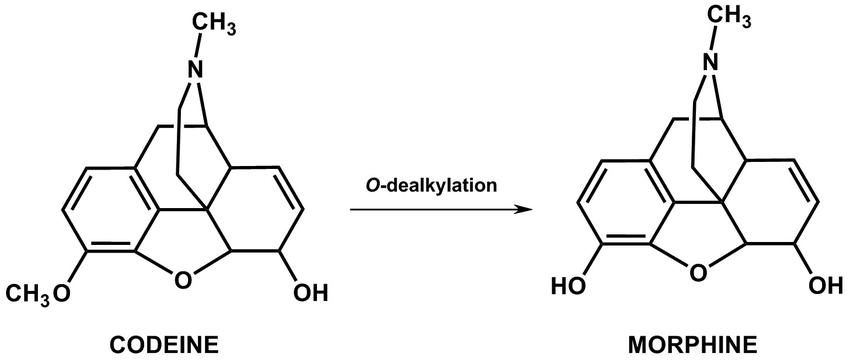 CH3
N
CH3O
O
OH
CODEINE
O-dealkylation
CH3
N
HO
O
OH
MORPHINE